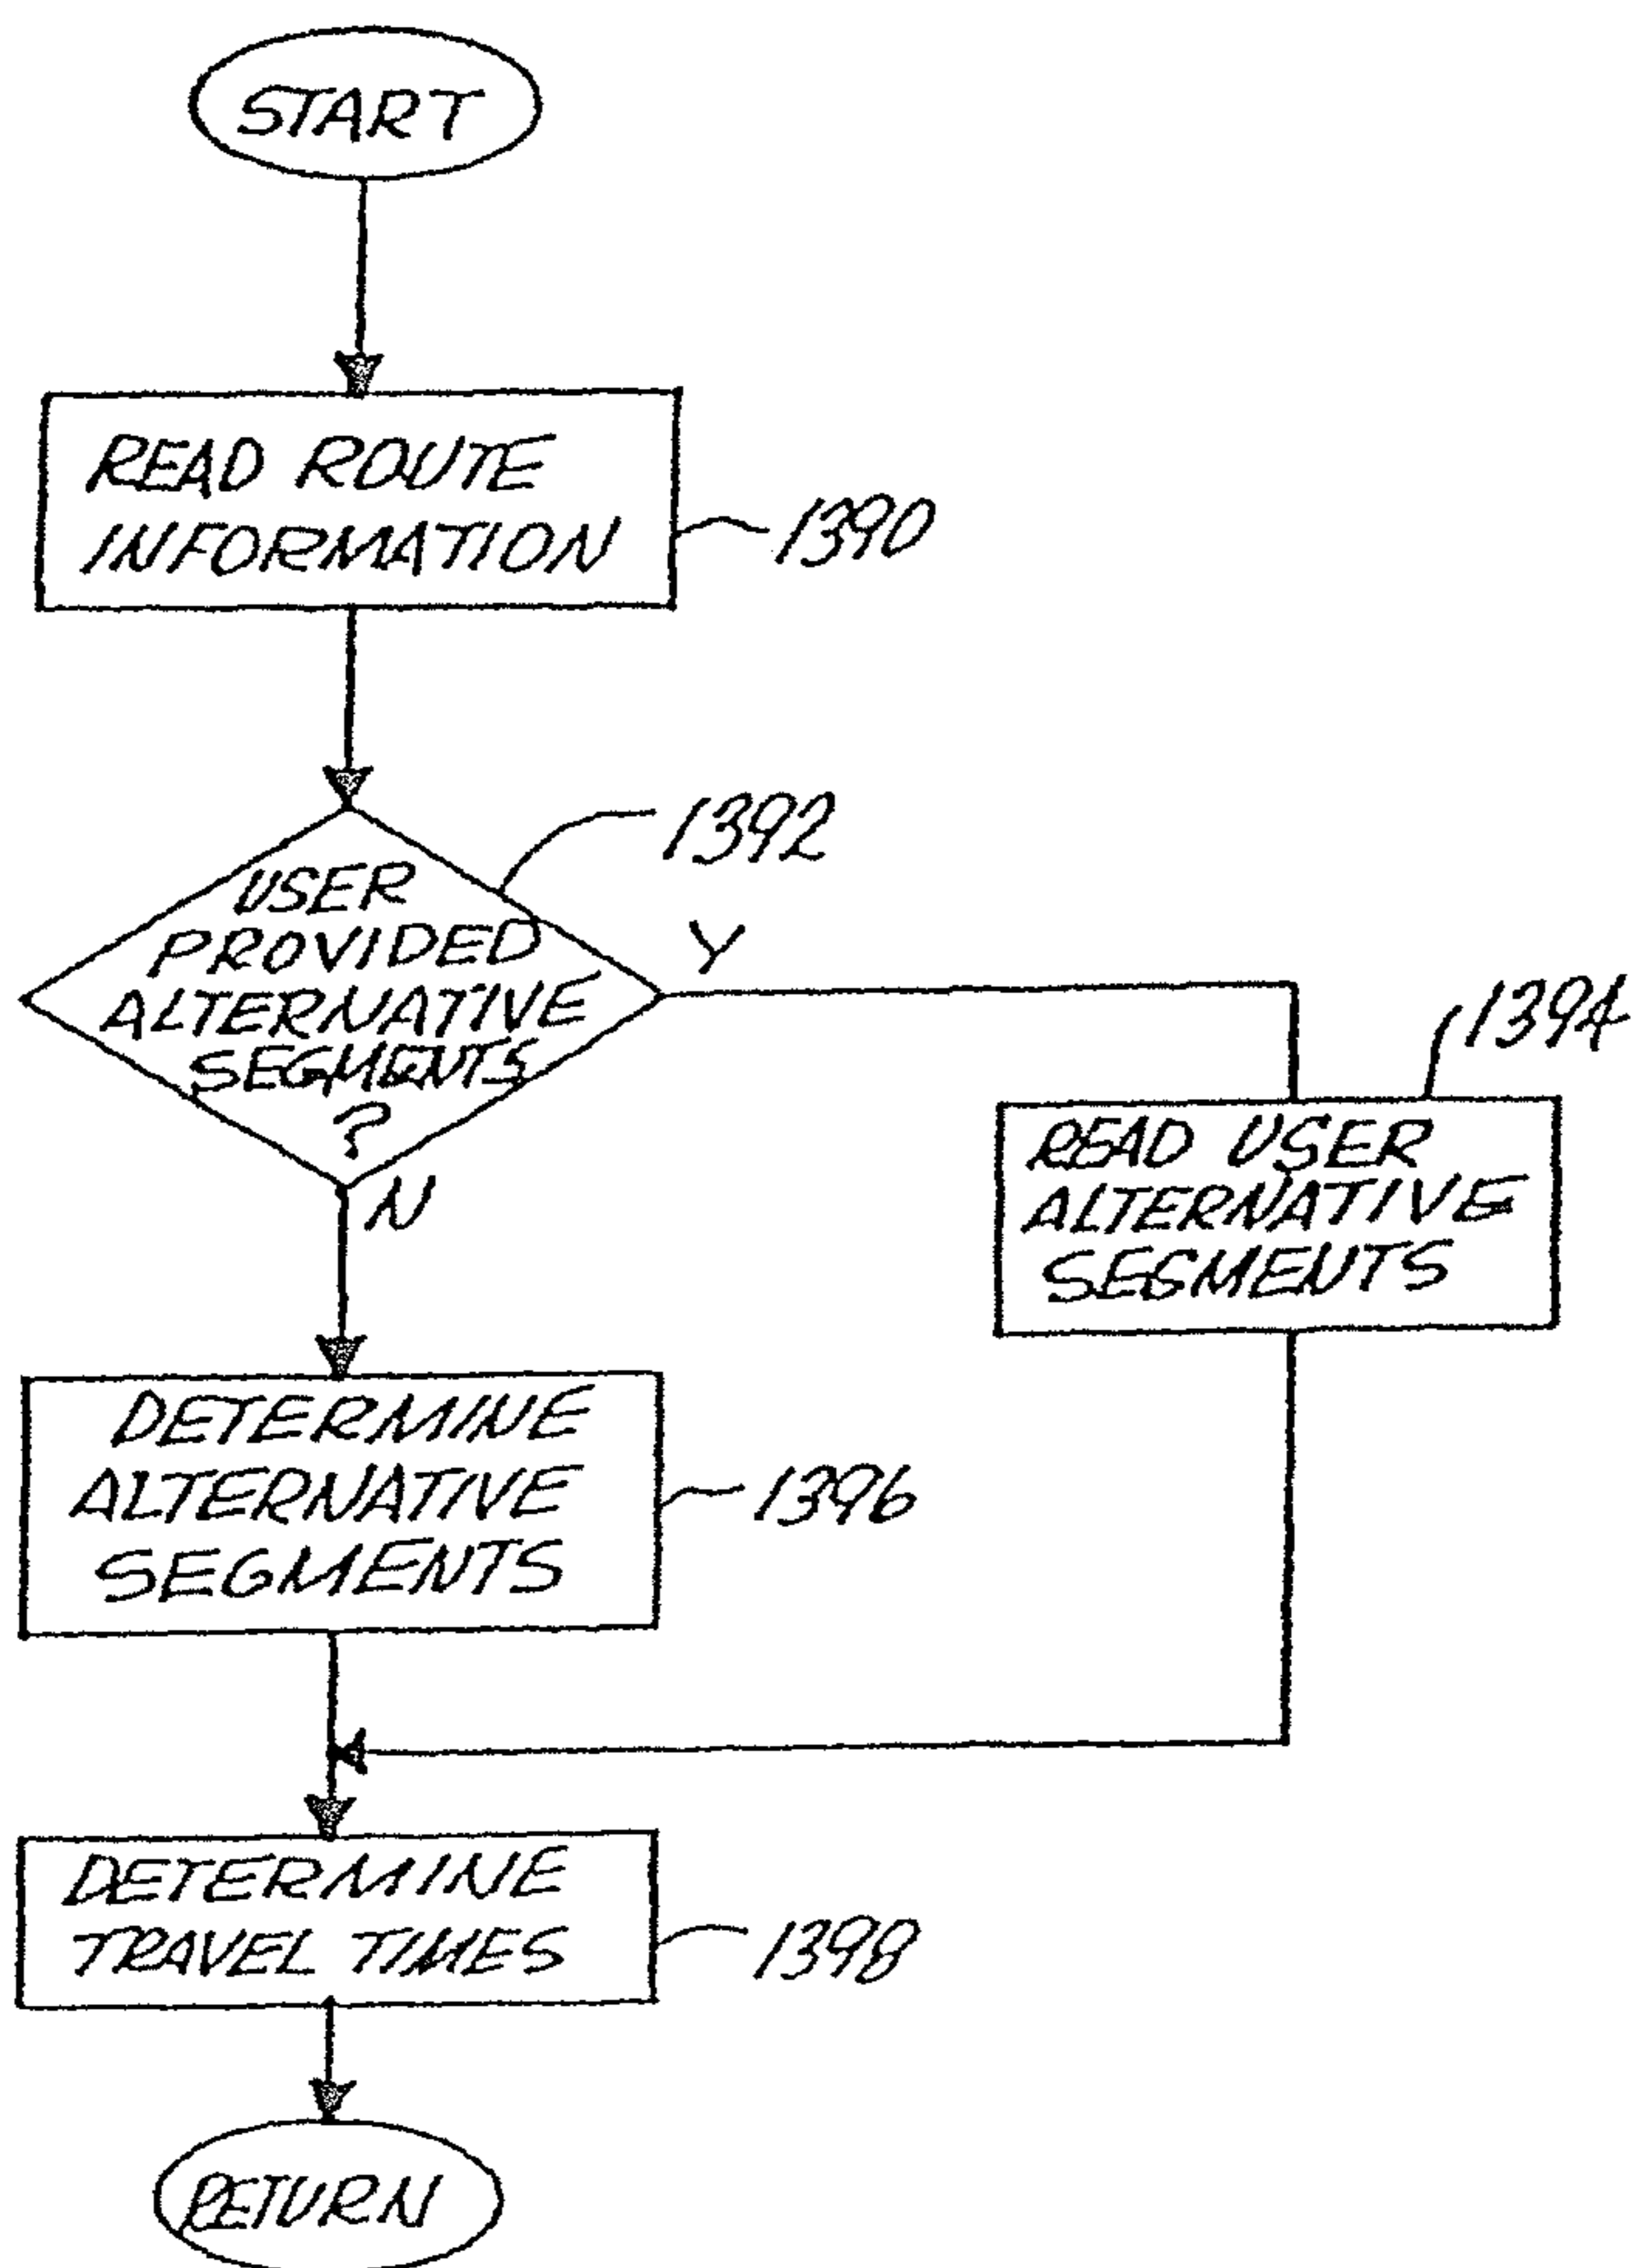 START
READ ROUTE
INFORMATION
1390
1392
USER
PROVIDED
ALTERNATIVE
SEGMENTS
?
Y
N
1394
READ USER
ALTERNATIVE
SEGMENTS
DETERMINE
ALTERNATIVE
SEGMENTS
1396
DETERMINE
TRAVEL TIMES
1398
RETURN